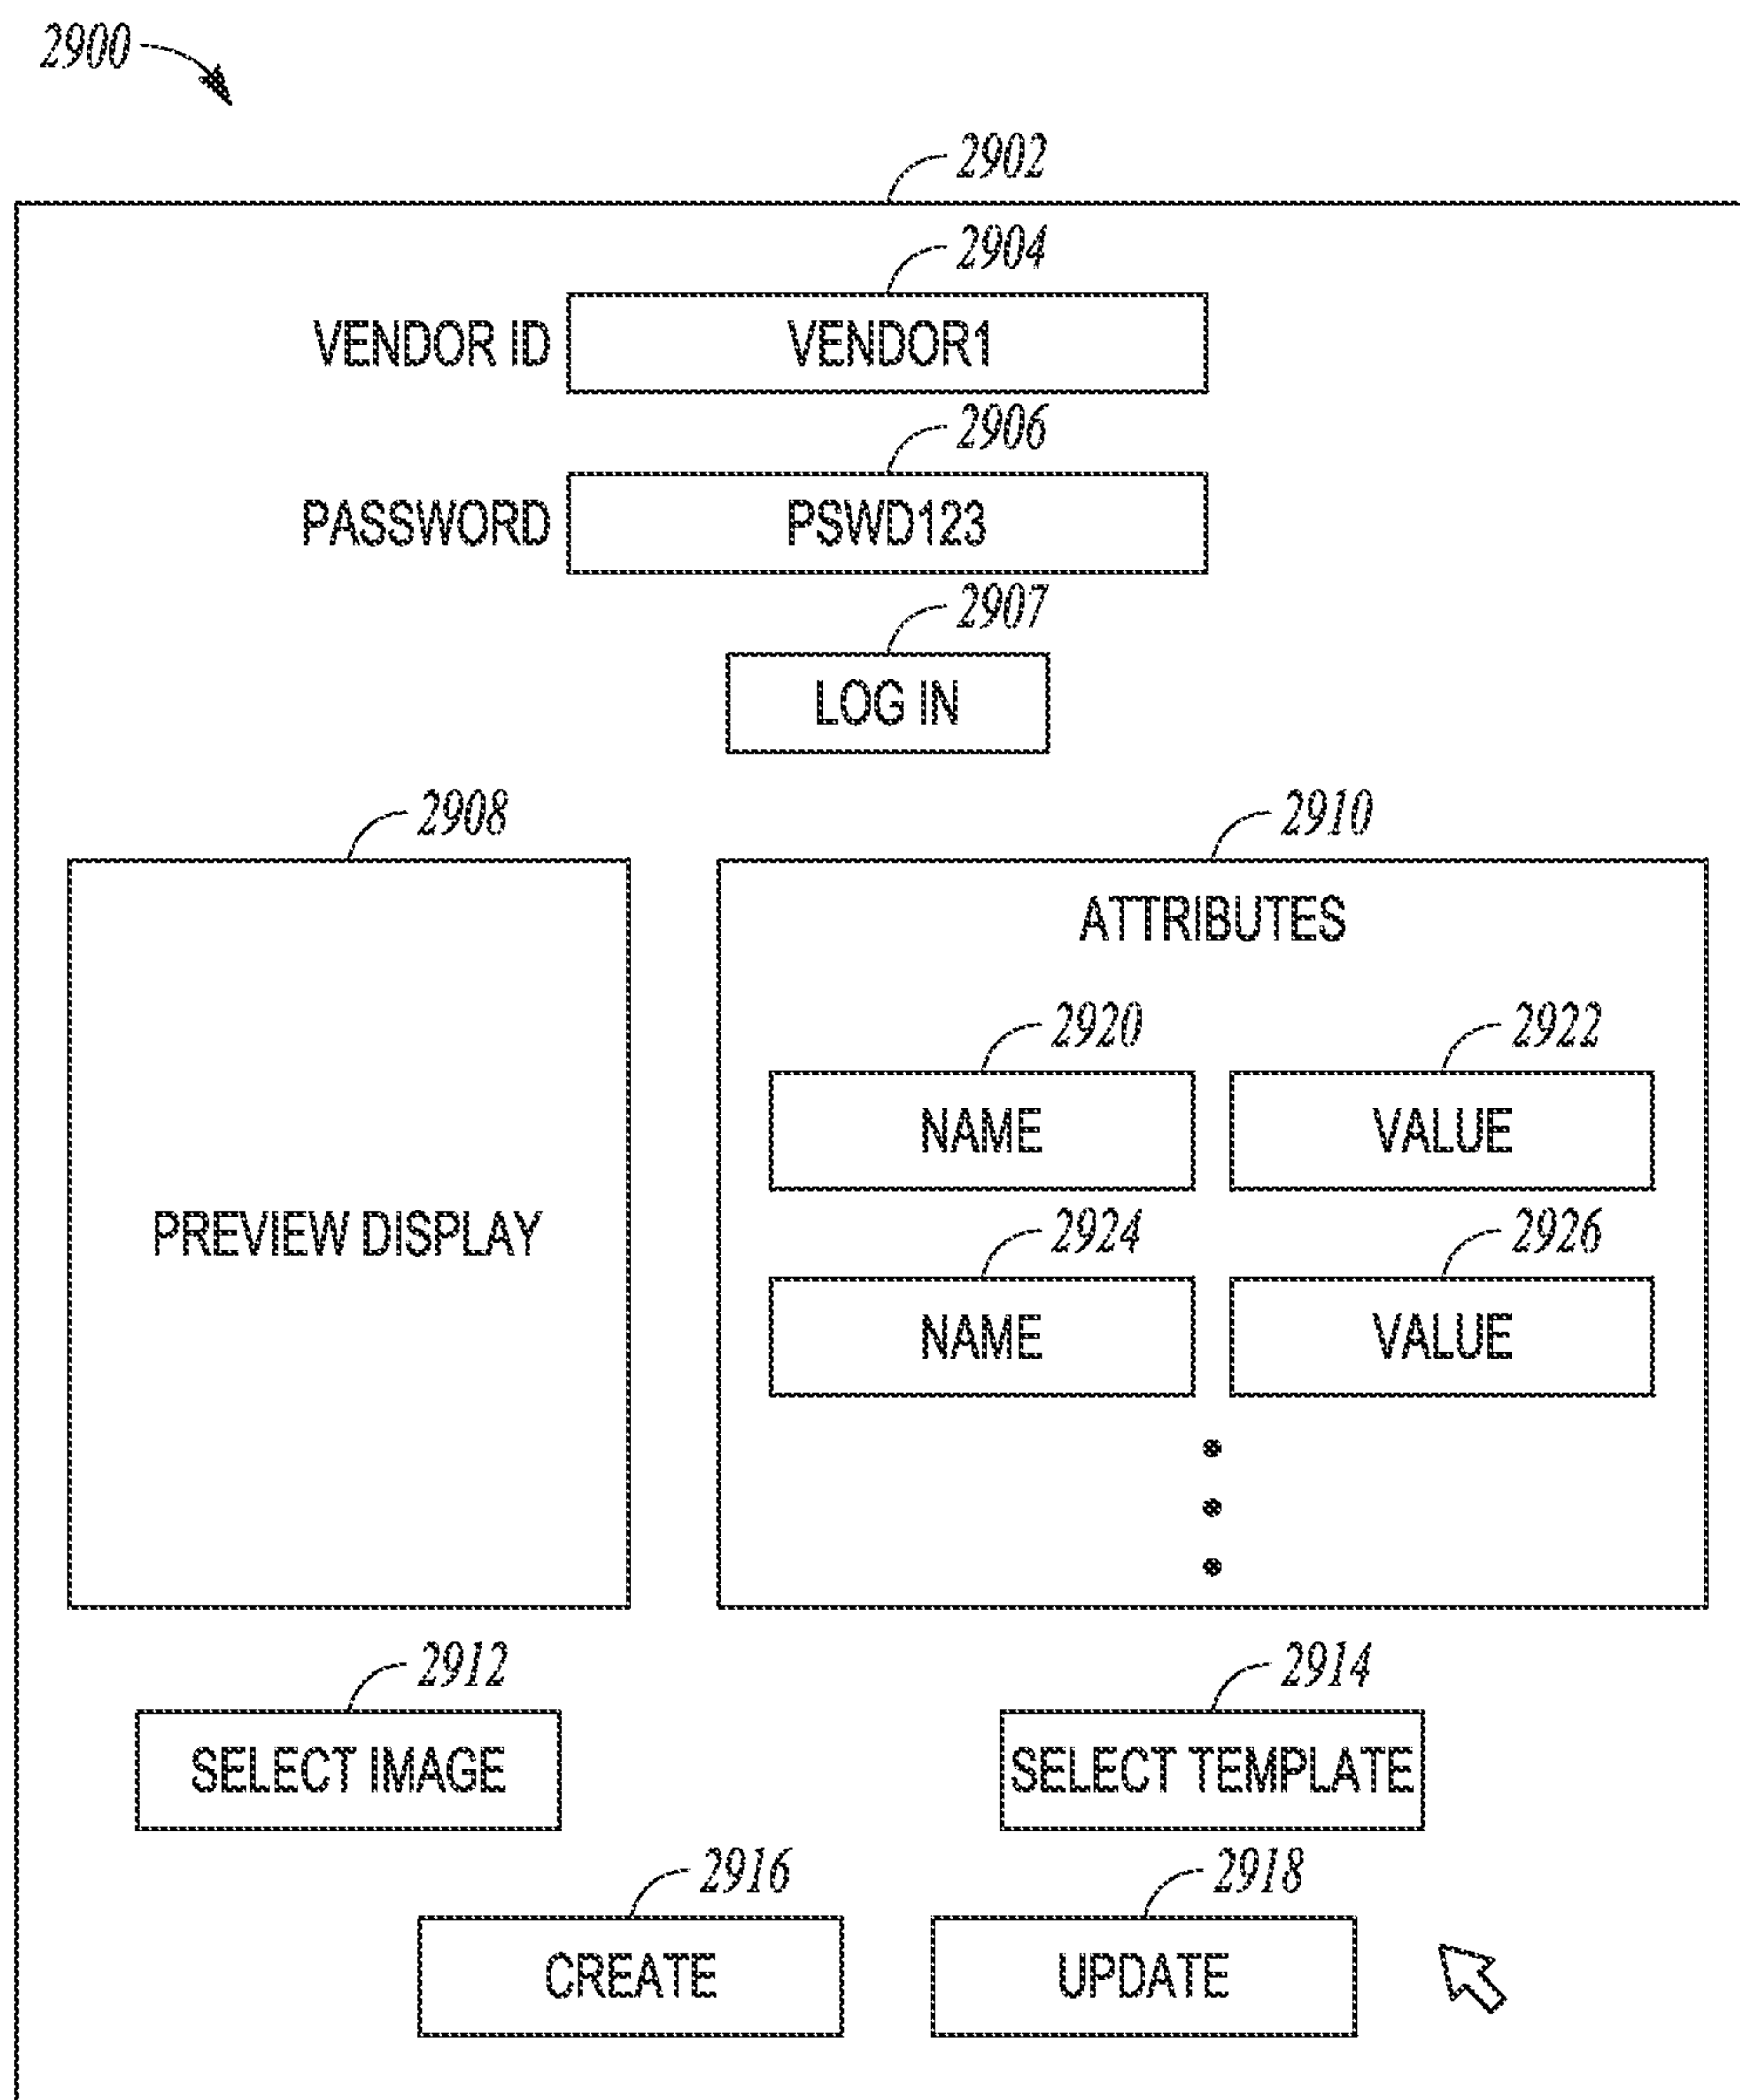 2900
2902
2904
VENDOR ID VENDOR1
2906
PASSWORD PSWD123
2907
LOG IN
2908 2910
ATTRIBUTES
2920 2922
NAME VALUE
PREVIEW DISPLAY
2924 2926
NAME VALUE
2912 2914
SELECT IMAGE SELECT TEMPLATE
2916 2918
CREATE UPDATE